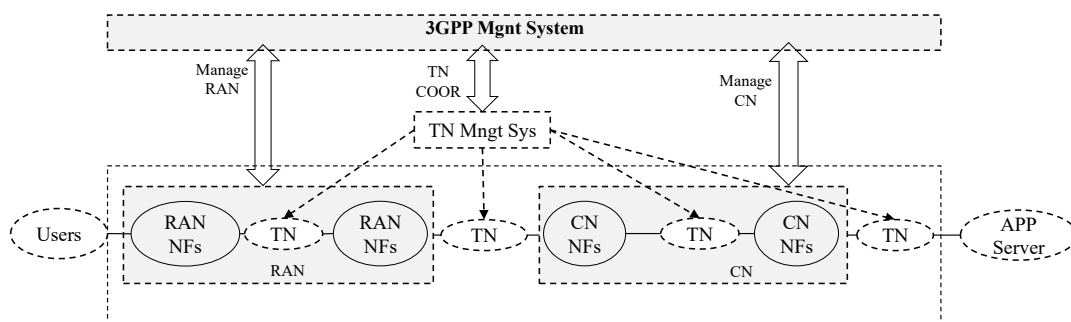 3GPP Mgnt System
Manage
RAN
TN
COOR
Manage
CN
TN Mngt Sys
Users
RAN
NFs
TN
RAN
NFs
TN
CN
NFs
TN
CN
NFs
TN
APP
Server
RAN
CN